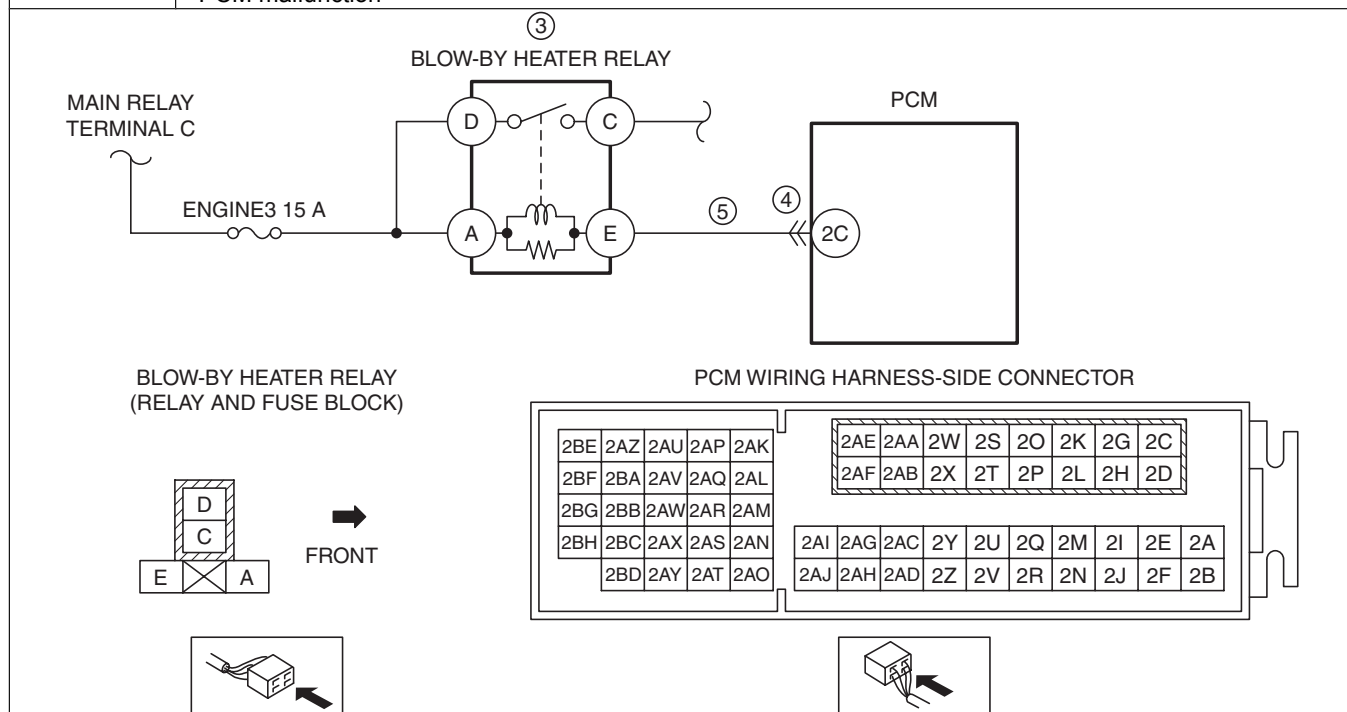 PCM malfunction
③
BLOW-BY HEATER RELAY
MAIN RELAY
TERMINAL C
PCM
D
C
ENGINE3 15 A
A
E
⑤
④
2C
BLOW-BY HEATER RELAY
(RELAY AND FUSE BLOCK)
D
C
E
A
FRONT
PCM WIRING HARNESS-SIDE CONNECTOR
2BE 2AZ 2AU 2AP 2AK
2BF 2BA 2AV 2AQ 2AL
2BG 2BB 2AW 2AR 2AM
2BH 2BC 2AX 2AS 2AN
2BD 2AY 2AT 2AO
2AE 2AA 2W 2S 2O 2K 2G 2C
2AF 2AB 2X 2T 2P 2L 2H 2D
2AI 2AG 2AC 2Y 2U 2Q 2M 2I 2E 2A
2AJ 2AH 2AD 2Z 2V 2R 2N 2J 2F 2B